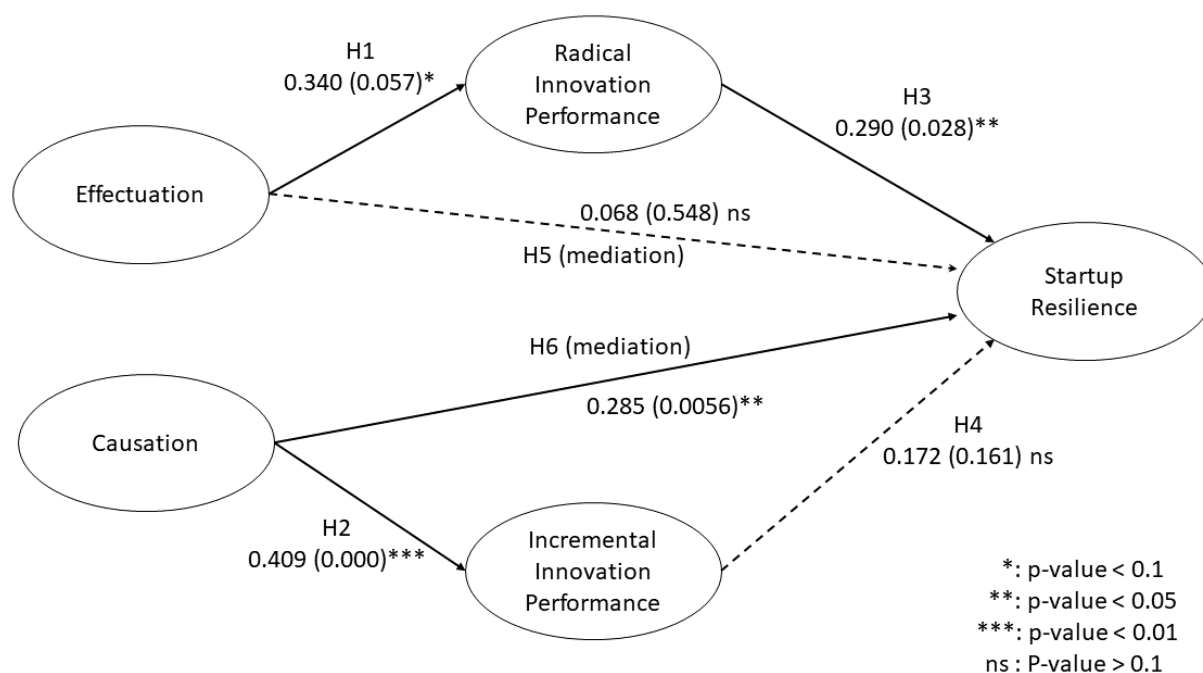 H1
0.340 (0.057)*
Radical
Innovation
Performance
H3
0.290 (0.028)**
Effectuation
0.068 (0.548) ns
H5 (mediation)
Startup
Resilience
H6 (mediation)
0.285 (0.0056)**
Causation
H4
0.172 (0.161) ns
H2
0.409 (0.000)***
Incremental
Innovation
Performance
*: p-value < 0.1
**: p-value < 0.05
***: p-value < 0.01
ns : P-value > 0.1